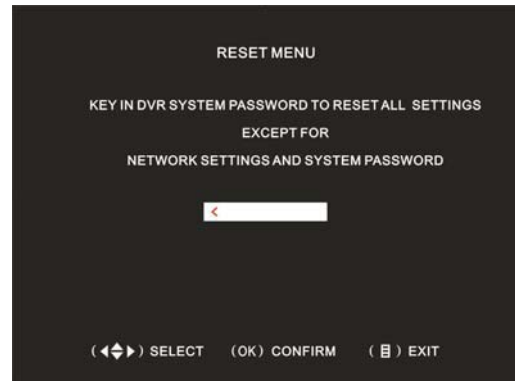 RESET MENU
KEY IN DVR SYSTEM PASSWORD TO RESET ALL SETTINGS
EXCEPT FOR
NETWORK SETTINGS AND SYSTEM PASSWORD
<
(◀◆▶) SELECT (OK) CONFIRM (目) EXIT